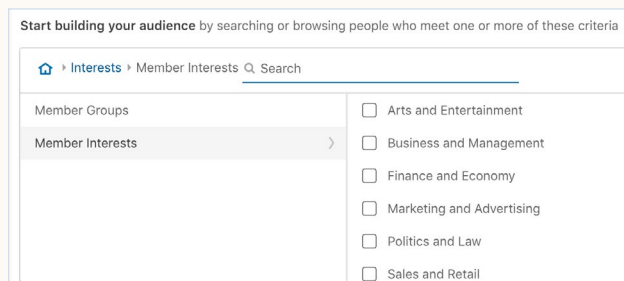 Start building your audience by searching or browsing people who meet one or more of these criteria
Interests Member Interests Search
Member Groups
Member Interests
Arts and Entertainment
Business and Management
Finance and Economy
Marketing and Advertising
Politics and Law
Sales and Retail